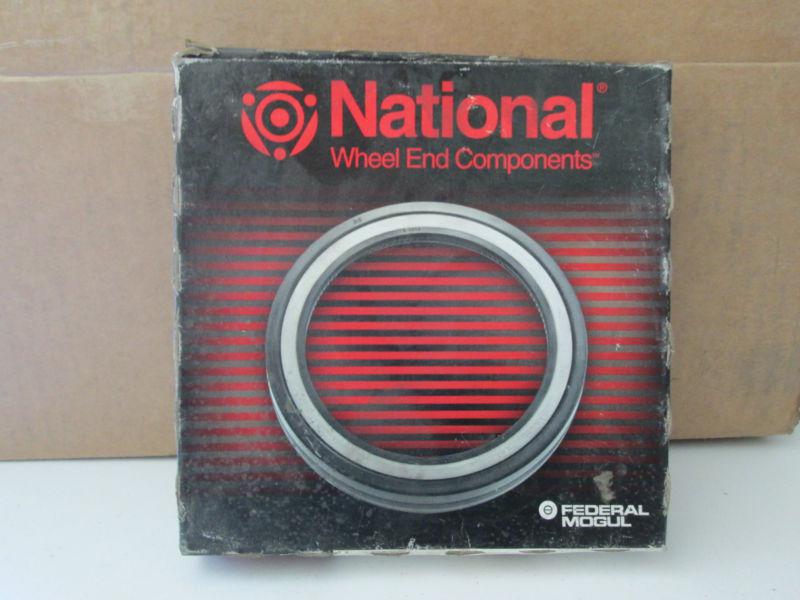 National®
Wheel End Components™
FEDERAL
MOGUL